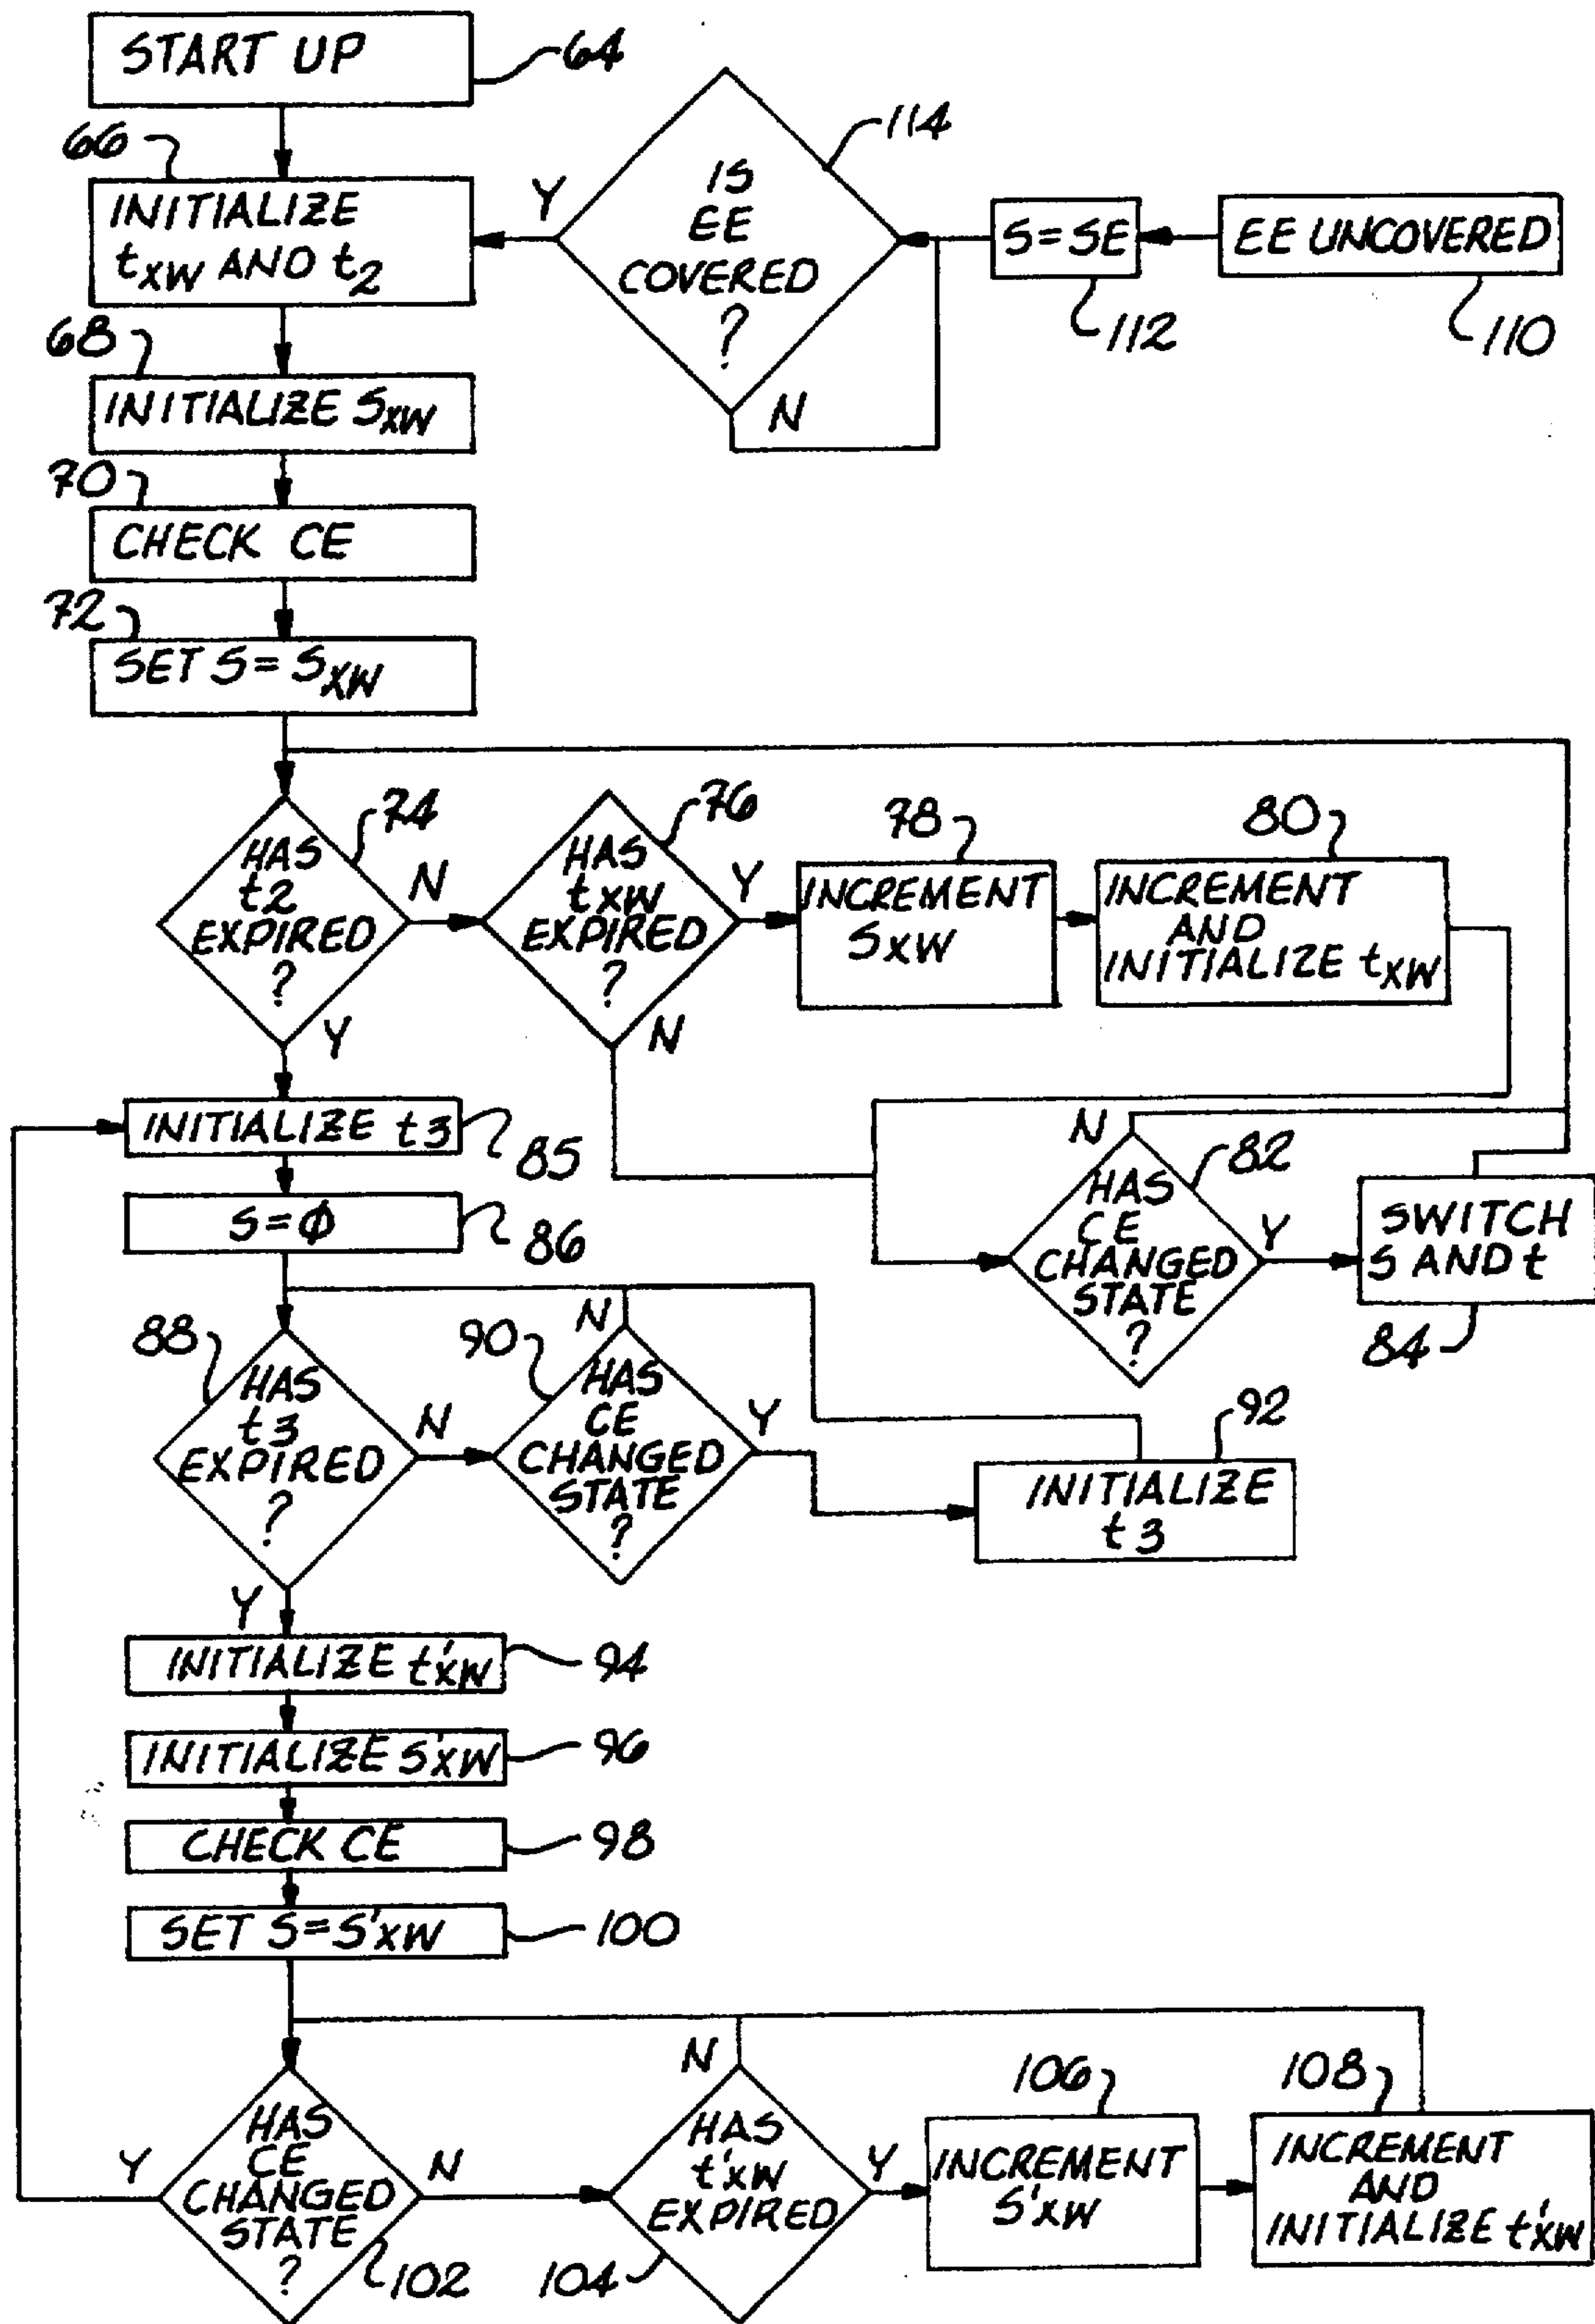 START UP
64
66
INITIALIZE
tXW AND t2
Y
IS
EE
COVERED
?
114
N
S=SE
112
EE UNCOVERED
110
68
INITIALIZE SXW
70
CHECK CE
72
SET S=SXW
HAS
t2
EXPIRED
?
74
N
Y
HAS
tXW
EXPIRED
?
76
Y
N
78
INCREMENT
SXW
80
INCREMENT
AND
INITIALIZE tXW
INITIALIZE t3
85
S=Ø
86
N
HAS
CE
CHANGED
STATE
?
82
Y
SWITCH
S AND t
84
88
HAS
t3
EXPIRED
?
N
Y
90
N
HAS
CE
CHANGED
STATE
?
Y
92
INITIALIZE
t3
INITIALIZE t'XW
94
INITIALIZE S'XW
96
CHECK CE
98
SET S=S'XW
100
Y
HAS
CE
CHANGED
STATE
?
102
N
N
HAS
t'XW
EXPIRED
104
Y
106
INCREMENT
S'XW
108
INCREMENT
AND
INITIALIZE t'XW